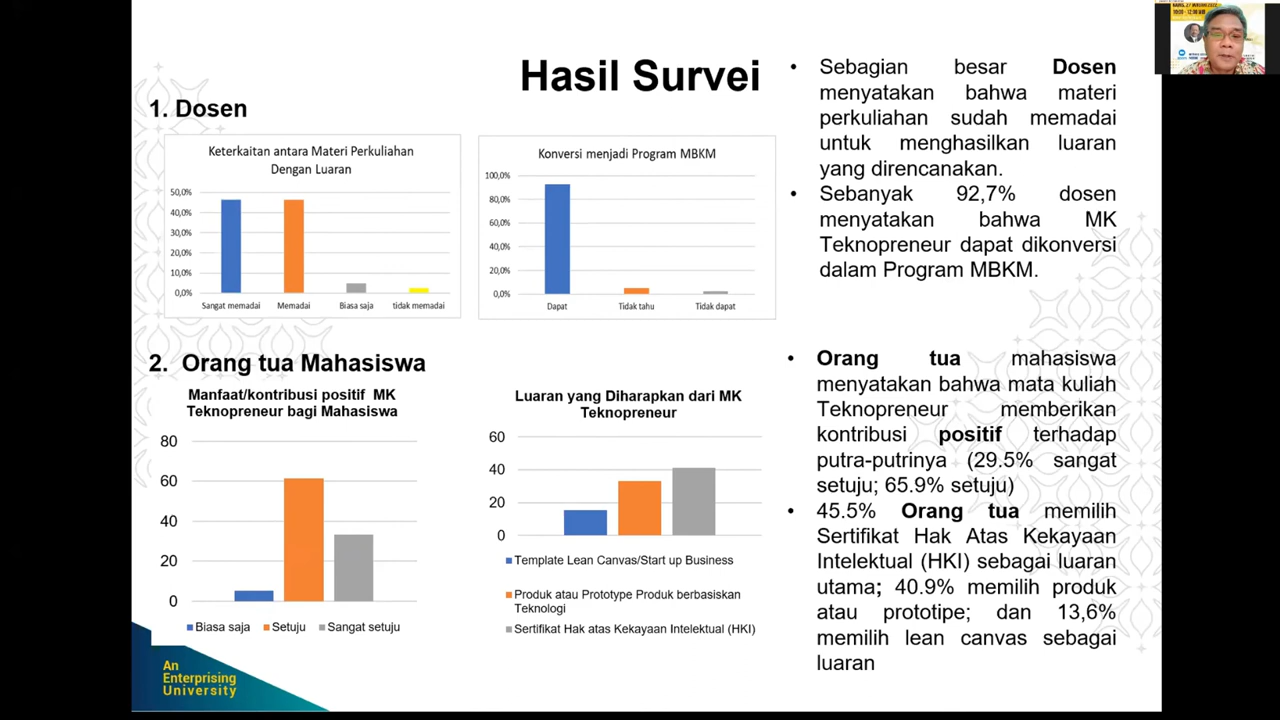 Hasil Survei
1. Dosen
Keterkaitan antara Materi Perkuliahan
Dengan Luaran
50,0%
40,0%
30,0%
20,0%
10,0%
0,0%
Sangat memadai
Memadai
Biasa saja
tidak memadai
Konversi menjadi Program MBKM
100,0%
80,0%
60,0%
40,0%
20,0%
0,0%
Dapat
Tidak tahu
Tidak dapat
• Sebagian besar Dosen
menyatakan bahwa materi
perkuliahan sudah memadai
untuk menghasilkan luaran
yang direncanakan.
• Sebanyak 92,7% dosen
menyatakan bahwa MK
Teknopreneur dapat dikonversi
dalam Program MBKM.
2. Orang tua Mahasiswa
Manfaat/kontribusi positif MK
Teknopreneur bagi Mahasiswa
80
60
40
20
0
Biasa saja
Setuju
Sangat setuju
Luaran yang Diharapkan dari MK
Teknopreneur
60
40
20
0
Template Lean Canvas/Start up Business
Produk atau Prototype Produk berbasiskan
Teknologi
Sertifikat Hak atas Kekayaan Intelektual (HKI)
• Orang tua mahasiswa
menyatakan bahwa mata kuliah
Teknopreneur memberikan
kontribusi positif terhadap
putra-putrinya (29.5% sangat
setuju; 65.9% setuju)
• 45.5% Orang tua memilih
Sertifikat Hak Atas Kekayaan
Intelektual (HKI) sebagai luaran
utama; 40.9% memilih produk
atau prototipe; dan 13,6%
memilih lean canvas sebagai
luaran
An
Enterprising
University